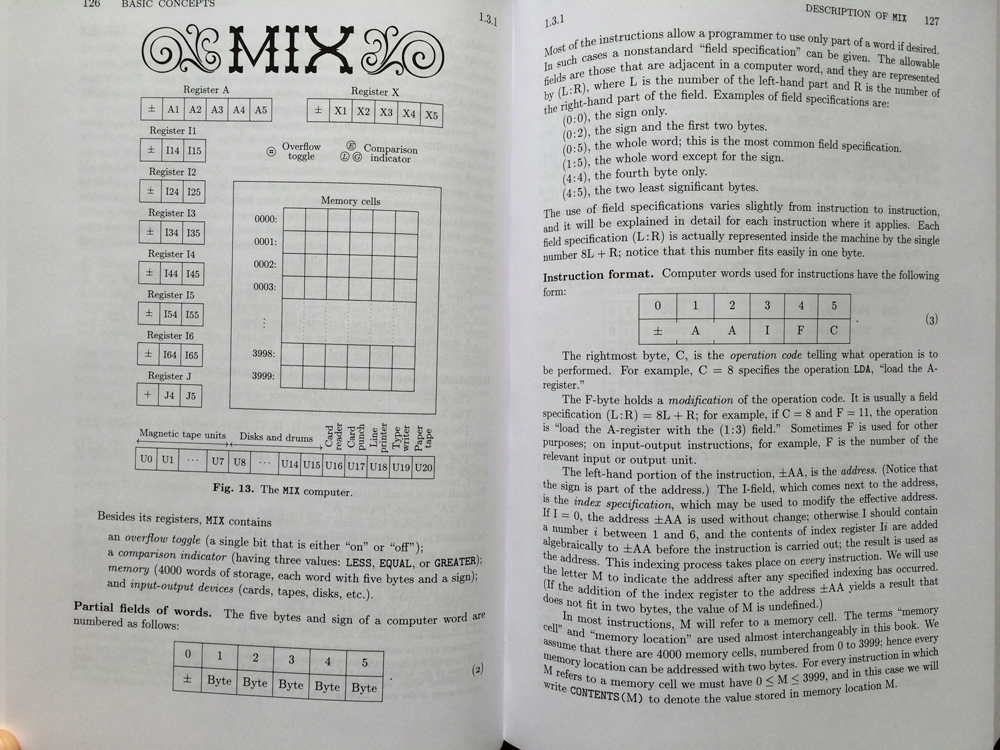 126 BASIC CONCEPTS
1.3.1
MIX
Register A
± A1 A2 A3 A4 A5
Register X
± X1 X2 X3 X4 X5
Register I1
± I14 I15
Overflow toggle
E L G Comparison indicator
Register I2
± I24 I25
Register I3
± I34 I35
Register I4
± I44 I45
Register I5
± I54 I55
Register I6
± I64 I65
Register J
+ J4 J5
Memory cells
0000:
0001:
0002:
0003:
⋮
3998:
3999:
Magnetic tape units
Disks and drums
Card reader
Card punch
Line printer
Type writer
Paper tape
U0 U1 ··· U7 U8 ··· U14 U15 U16 U17 U18 U19 U20
Fig. 13. The MIX computer.
Besides its registers, MIX contains
an overflow toggle (a single bit that is either “on” or “off”);
a comparison indicator (having three values: LESS, EQUAL, or GREATER);
memory (4000 words of storage, each word with five bytes and a sign);
and input-output devices (cards, tapes, disks, etc.).
Partial fields of words. The five bytes and sign of a computer word are
numbered as follows:
0 1 2 3 4 5
± Byte Byte Byte Byte Byte
. (2)
1.3.1
DESCRIPTION OF MIX 127
Most of the instructions allow a programmer to use only part of a word if desired.
In such cases a nonstandard “field specification” can be given. The allowable
fields are those that are adjacent in a computer word, and they are represented
by (L:R), where L is the number of the left-hand part and R is the number of
the right-hand part of the field. Examples of field specifications are:
(0:0), the sign only.
(0:2), the sign and the first two bytes.
(0:5), the whole word; this is the most common field specification.
(1:5), the whole word except for the sign.
(4:4), the fourth byte only.
(4:5), the two least significant bytes.
The use of field specifications varies slightly from instruction to instruction,
and it will be explained in detail for each instruction where it applies. Each
field specification (L:R) is actually represented inside the machine by the single
number 8L + R; notice that this number fits easily in one byte.
Instruction format. Computer words used for instructions have the following
form:
0 1 2 3 4 5
± A A I F C
. (3)
The rightmost byte, C, is the operation code telling what operation is to
be performed. For example, C = 8 specifies the operation LDA, “load the A-
register.”
The F-byte holds a modification of the operation code. It is usually a field
specification (L:R) = 8L + R; for example, if C = 8 and F = 11, the operation
is “load the A-register with the (1:3) field.” Sometimes F is used for other
purposes; on input-output instructions, for example, F is the number of the
relevant input or output unit.
The left-hand portion of the instruction, ±AA, is the address. (Notice that
the sign is part of the address.) The I-field, which comes next to the address,
is the index specification, which may be used to modify the effective address.
If I = 0, the address ±AA is used without change; otherwise I should contain
a number i between 1 and 6, and the contents of index register Ii are added
algebraically to ±AA before the instruction is carried out; the result is used as
the address. This indexing process takes place on every instruction. We will use
the letter M to indicate the address after any specified indexing has occurred.
(If the addition of the index register to the address ±AA yields a result that
does not fit in two bytes, the value of M is undefined.)
In most instructions, M will refer to a memory cell. The terms “memory
cell” and “memory location” are used almost interchangeably in this book. We
assume that there are 4000 memory cells, numbered from 0 to 3999; hence every
memory location can be addressed with two bytes. For every instruction in which
M refers to a memory cell we must have 0 ≤ M ≤ 3999, and in this case we will
write CONTENTS(M) to denote the value stored in memory location M.